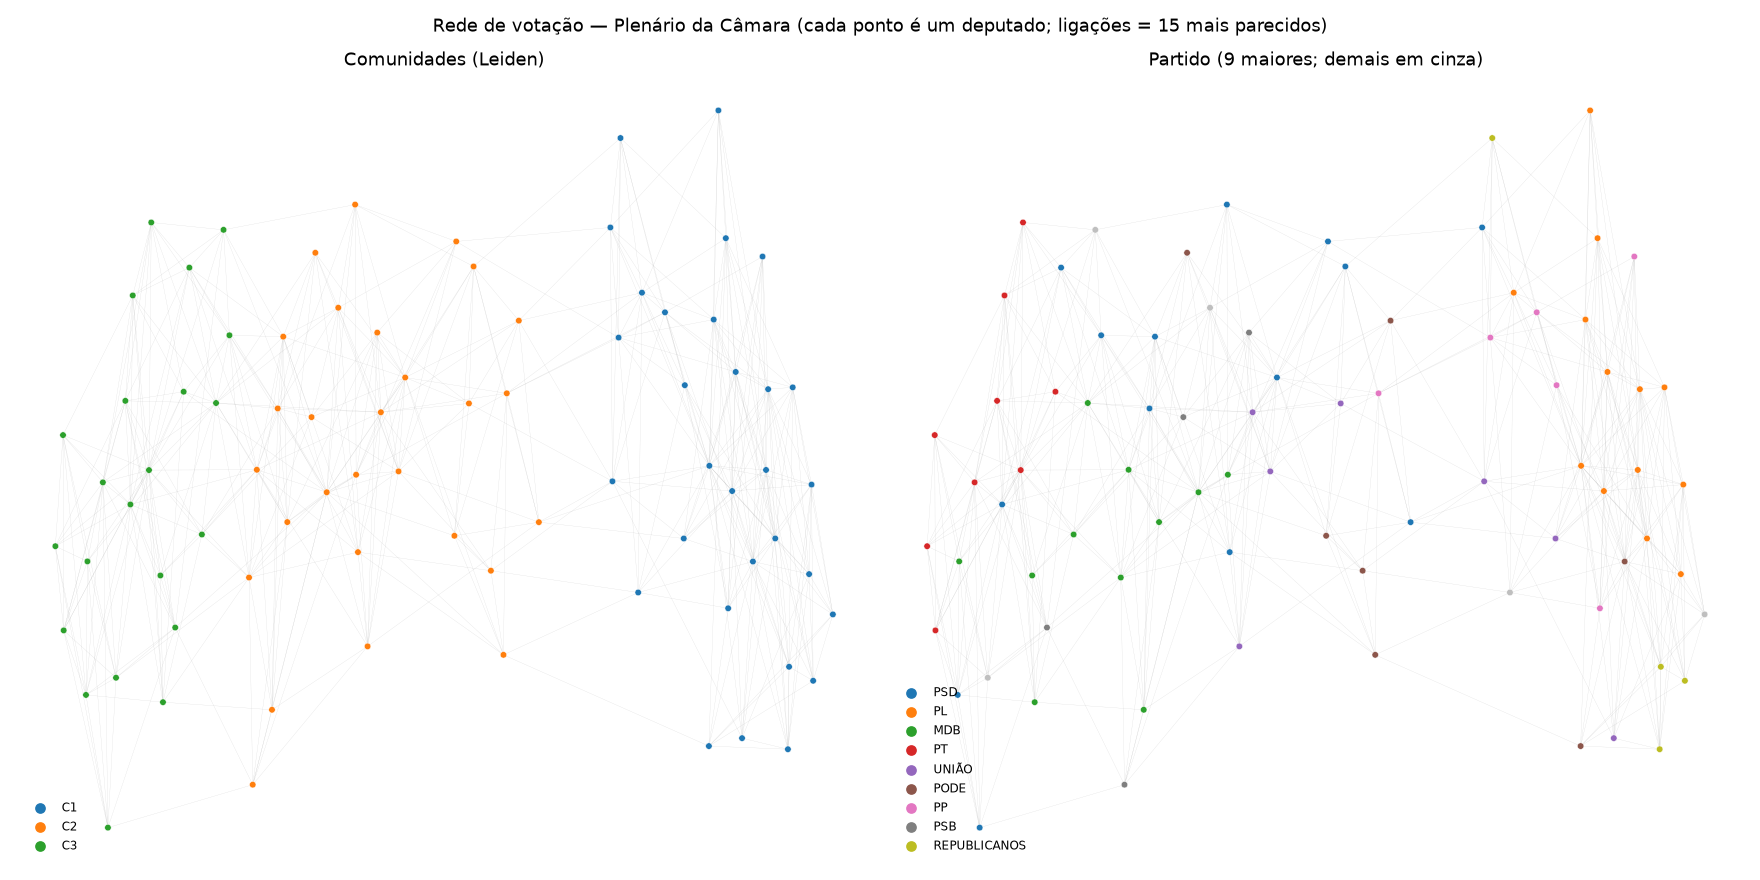 Rede de votação — Plenário da Câmara (cada ponto é um deputado; ligações = 15 mais parecidos)
Comunidades (Leiden)
C1
C2
C3
Partido (9 maiores; demais em cinza)
PSD
PL
MDB
PT
UNIÃO
PODE
PP
PSB
REPUBLICANOS